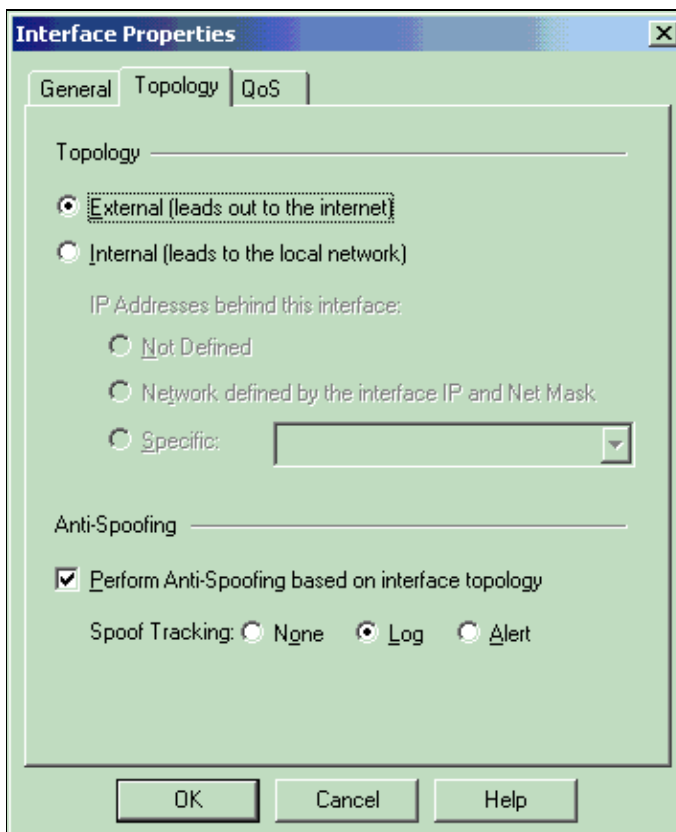 Interface Properties
General Topology QoS
Topology
External (leads out to the internet)
Internal (leads to the local network)
IP Addresses behind this interface:
Not Defined
Network defined by the interface IP and Net Mask
Specific:
Anti-Spoofing
Perform Anti-Spoofing based on interface topology
Spoof Tracking: None Log Alert
OK Cancel Help